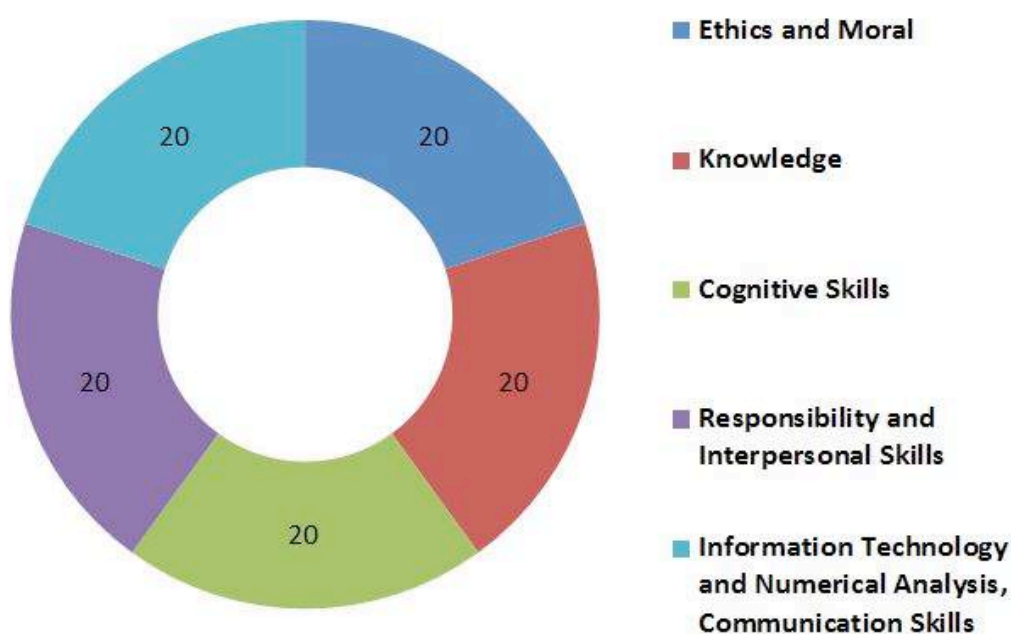 Ethics and Moral
20
20
Knowledge
Cognitive Skills
20
20
20
Responsibility and
Interpersonal Skills
Information Technology
and Numerical Analysis,
Communication Skills